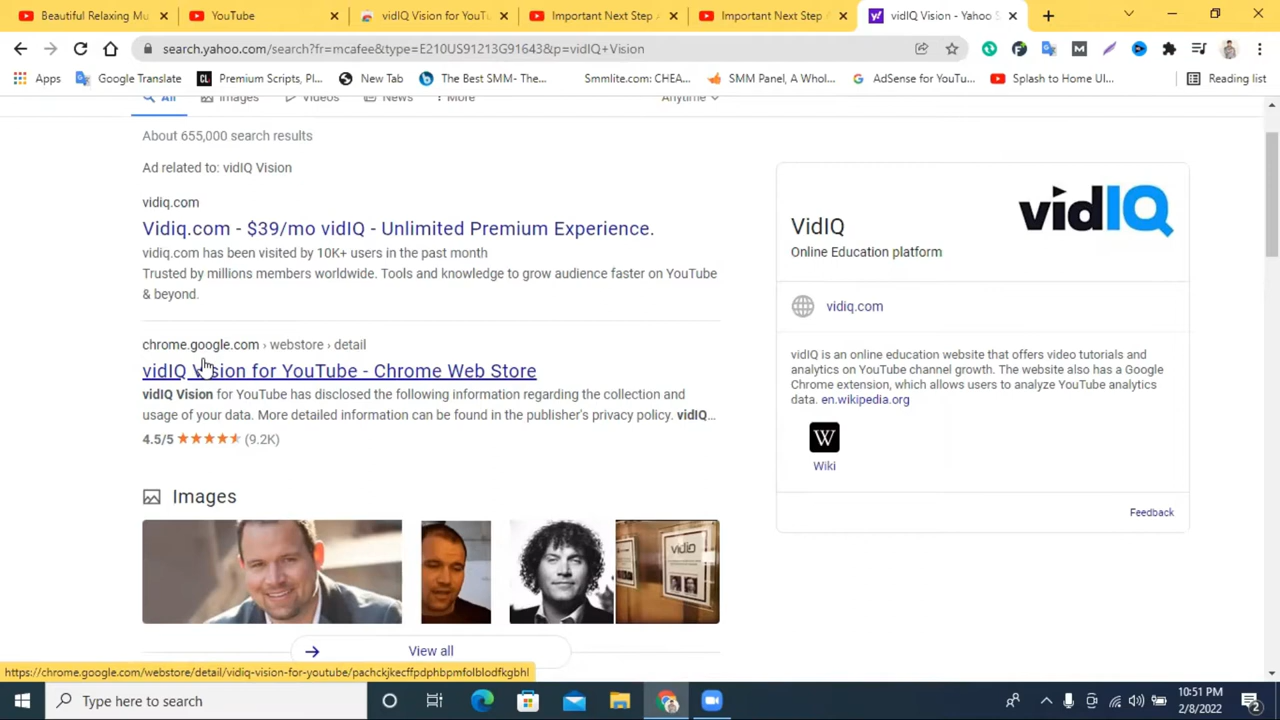 Beautiful Relaxing Mu
YouTube
vidIQ Vision for YouTu
Important Next Step
Important Next Step
vidIQ Vision - Yahoo S
search.yahoo.com/search?fr=mcafee&type=E210US91213G91643&p=vidIQ+Vision
Apps
Google Translate
Premium Scripts, Pl...
New Tab
The Best SMM- The...
Smmlite.com: CHEA...
SMM Panel, A Whol...
AdSense for YouTu...
Splash to Home UI...
Reading list
All
Images
Videos
News
More
Anytime
About 655,000 search results
Ad related to: vidIQ Vision
vidiq.com
Vidiq.com - $39/mo vidIQ - Unlimited Premium Experience.
vidiq.com has been visited by 10K+ users in the past month
Trusted by millions members worldwide. Tools and knowledge to grow audience faster on YouTube
& beyond.
chrome.google.com › webstore › detail
vidIQ Vision for YouTube - Chrome Web Store
vidIQ Vision for YouTube has disclosed the following information regarding the collection and
usage of your data. More detailed information can be found in the publisher's privacy policy. vidIQ...
4.5/5 ★★★★★ (9.2K)
Images
View all
VidIQ
Online Education platform
vidIQ
vidiq.com
vidIQ is an online education website that offers video tutorials and
analytics on YouTube channel growth. The website also has a Google
Chrome extension, which allows users to analyze YouTube analytics
data. en.wikipedia.org
W
Wiki
Feedback
https://chrome.google.com/webstore/detail/vidiq-vision-for-youtube/pachckjkecffpdphbpmfolblodfkgbhl
Type here to search
10:51 PM
2/8/2022
2